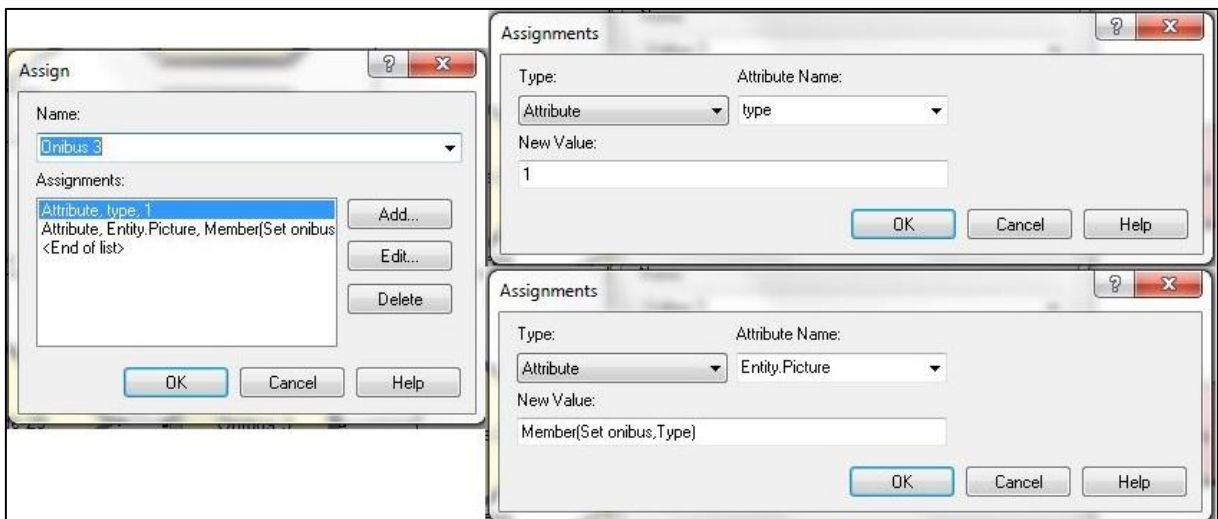 Assign
Name:
Onibus 3
Assignments:
Attribute, type, 1
Attribute, Entity.Picture, Member(Set onibus
<End of list>
Add...
Edit...
Delete
OK
Cancel
Help
Assignments
Type:
Attribute Name:
Attribute
type
New Value:
1
OK
Cancel
Help
Assignments
Type:
Attribute Name:
Attribute
Entity.Picture
New Value:
Member(Set onibus,Type)
OK
Cancel
Help